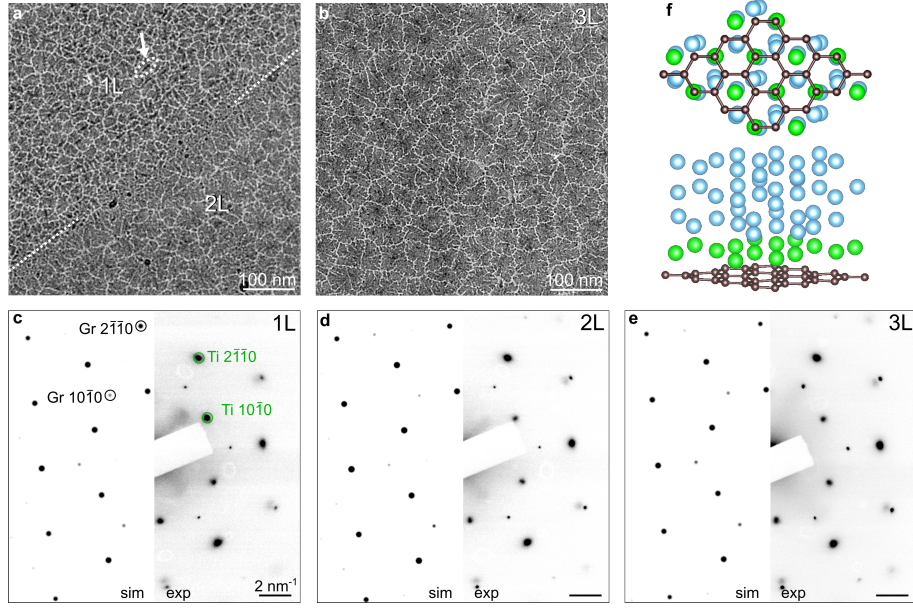 a
1L
2L
100 nm
b
3L
100 nm
f
c
1L
Gr 21̄1̄0
Ti 21̄1̄0
Gr 101̄0
Ti 101̄0
sim
exp
2 nm⁻¹
d
2L
sim
exp
e
3L
sim
exp